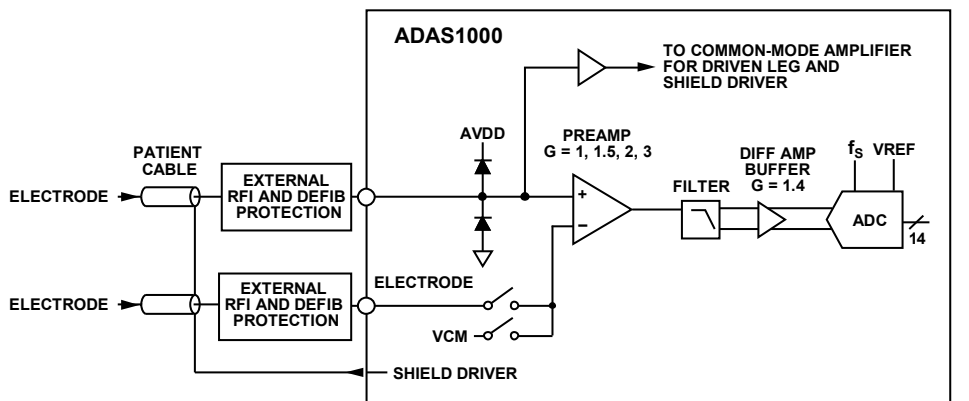 ADAS1000
TO COMMON-MODE AMPLIFIER
FOR DRIVEN LEG AND
SHIELD DRIVER
AVDD
PREAMP
G = 1, 1.5, 2, 3
PATIENT
CABLE
DIFF AMP
BUFFER
G = 1.4
fS VREF
ELECTRODE
EXTERNAL
RFI AND DEFIB
PROTECTION
+
–
FILTER
ADC
14
ELECTRODE
EXTERNAL
RFI AND DEFIB
PROTECTION
ELECTRODE
VCM
SHIELD DRIVER